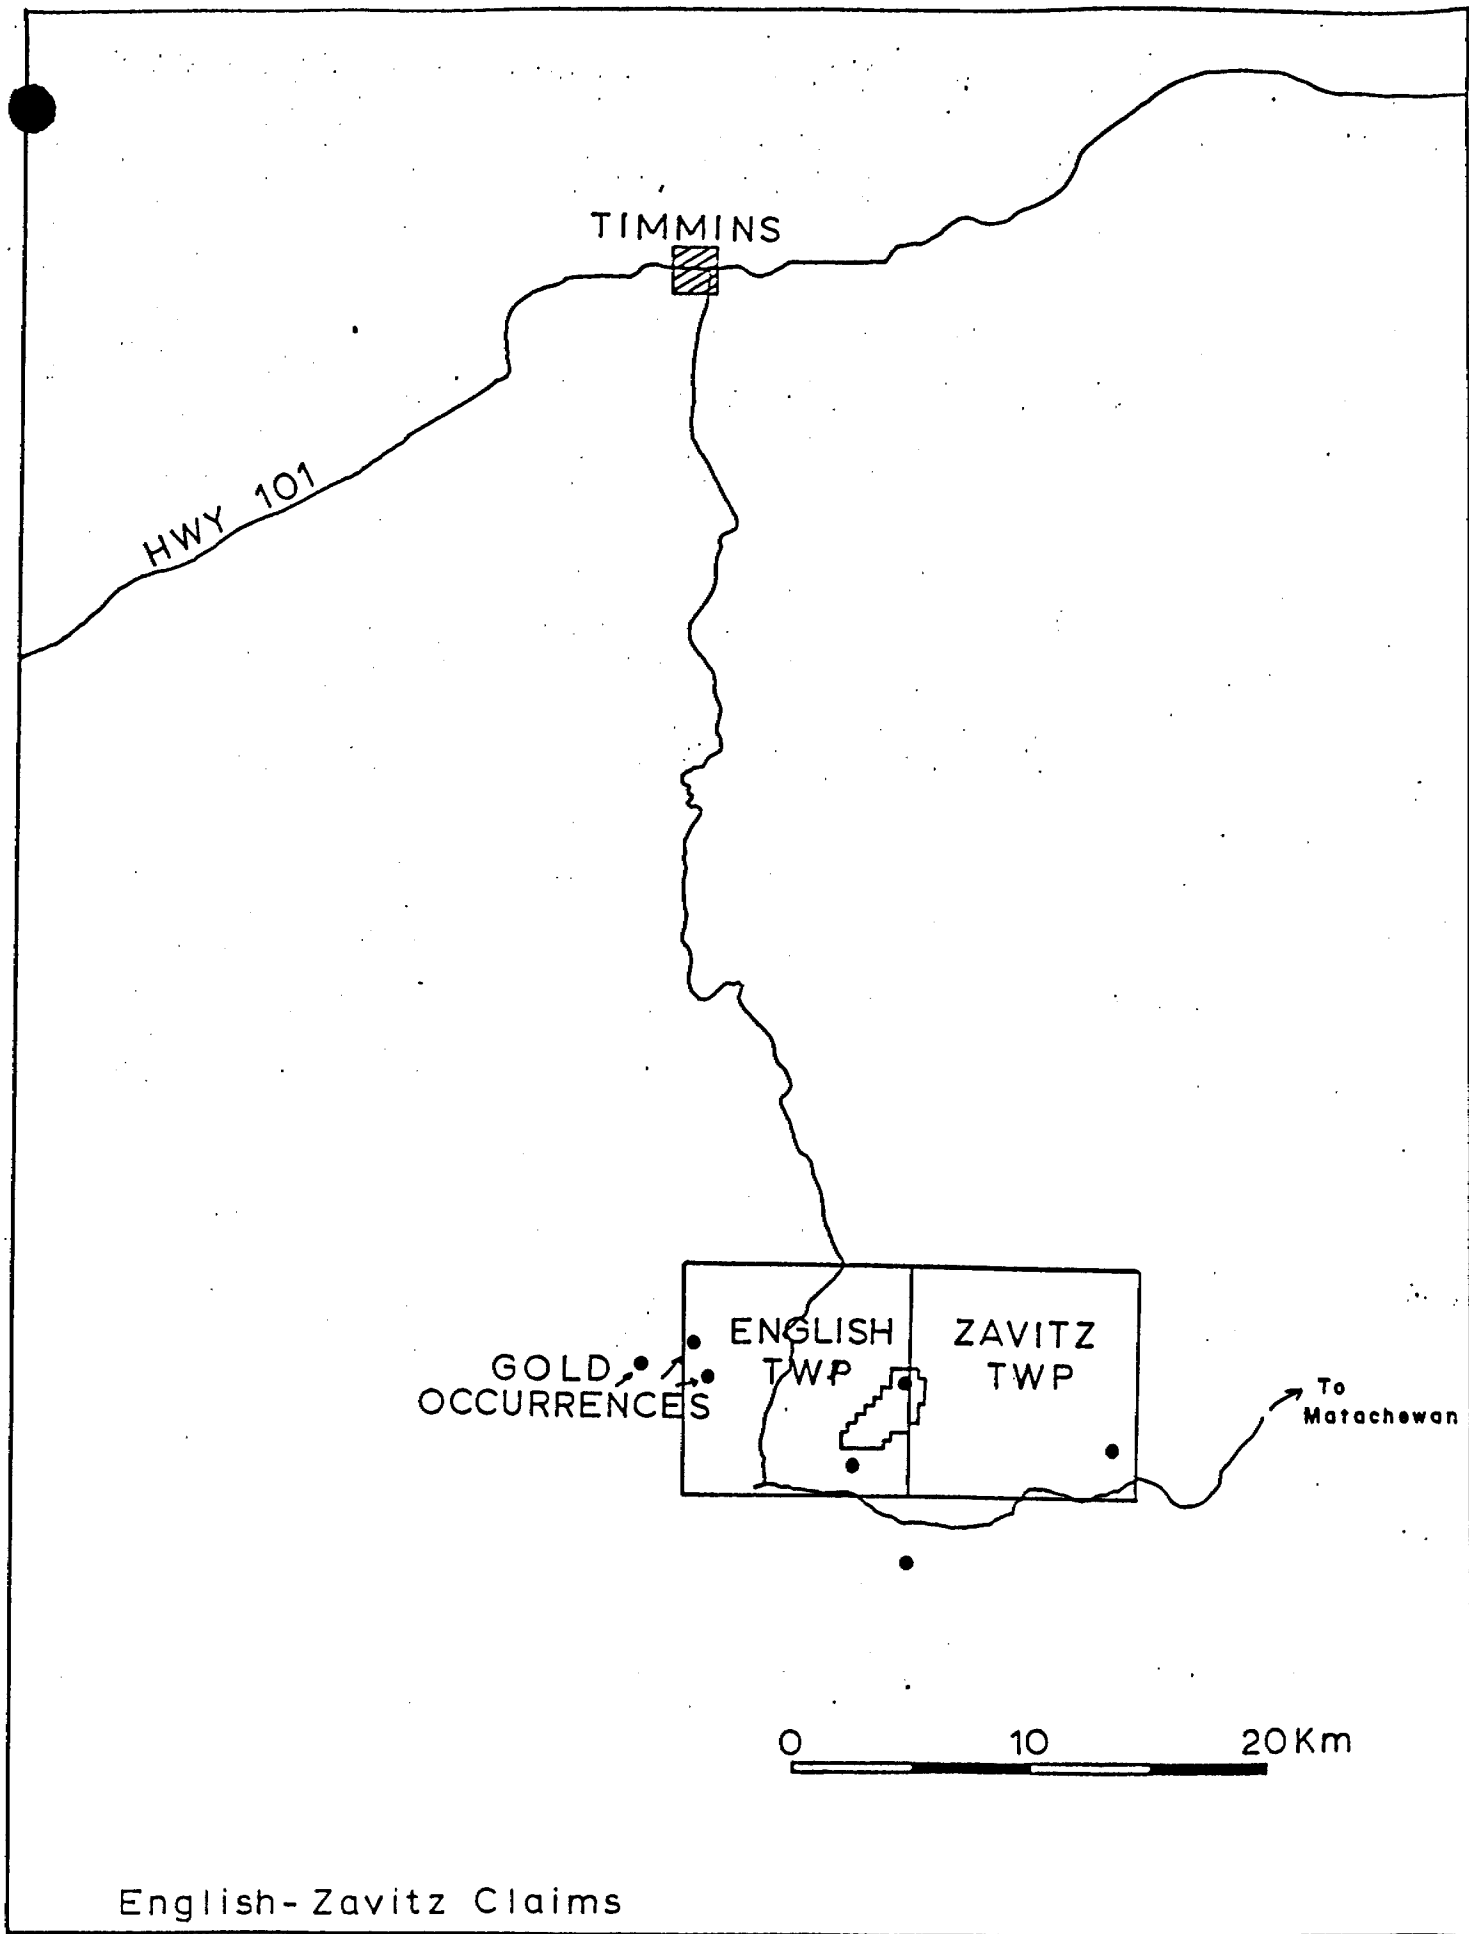 TIMMINS
HWY 101
ENGLISH TWP
ZAVITZ TWP
GOLD OCCURRENCES
To
Matachewan
0 10 20Km
English-Zavitz Claims